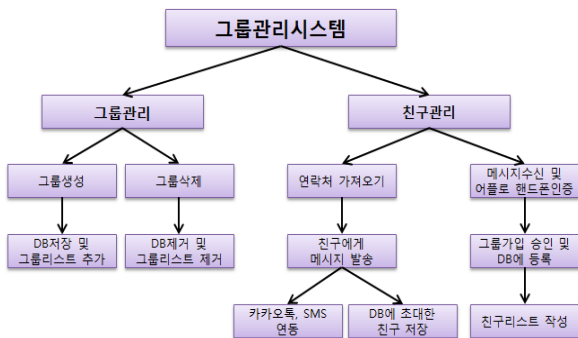 그룹관리시스템
그룹관리
친구관리
그룹생성
그룹삭제
연락처 가져오기
메시지수신 및
어플로 핸드폰인증
DB저장 및
그룹리스트 추가
DB제거 및
그룹리스트 제거
친구에게
메시지 발송
그룹가입 승인 및
DB에 등록
카카오톡, SMS
연동
DB에 초대한
친구 저장
친구리스트 작성